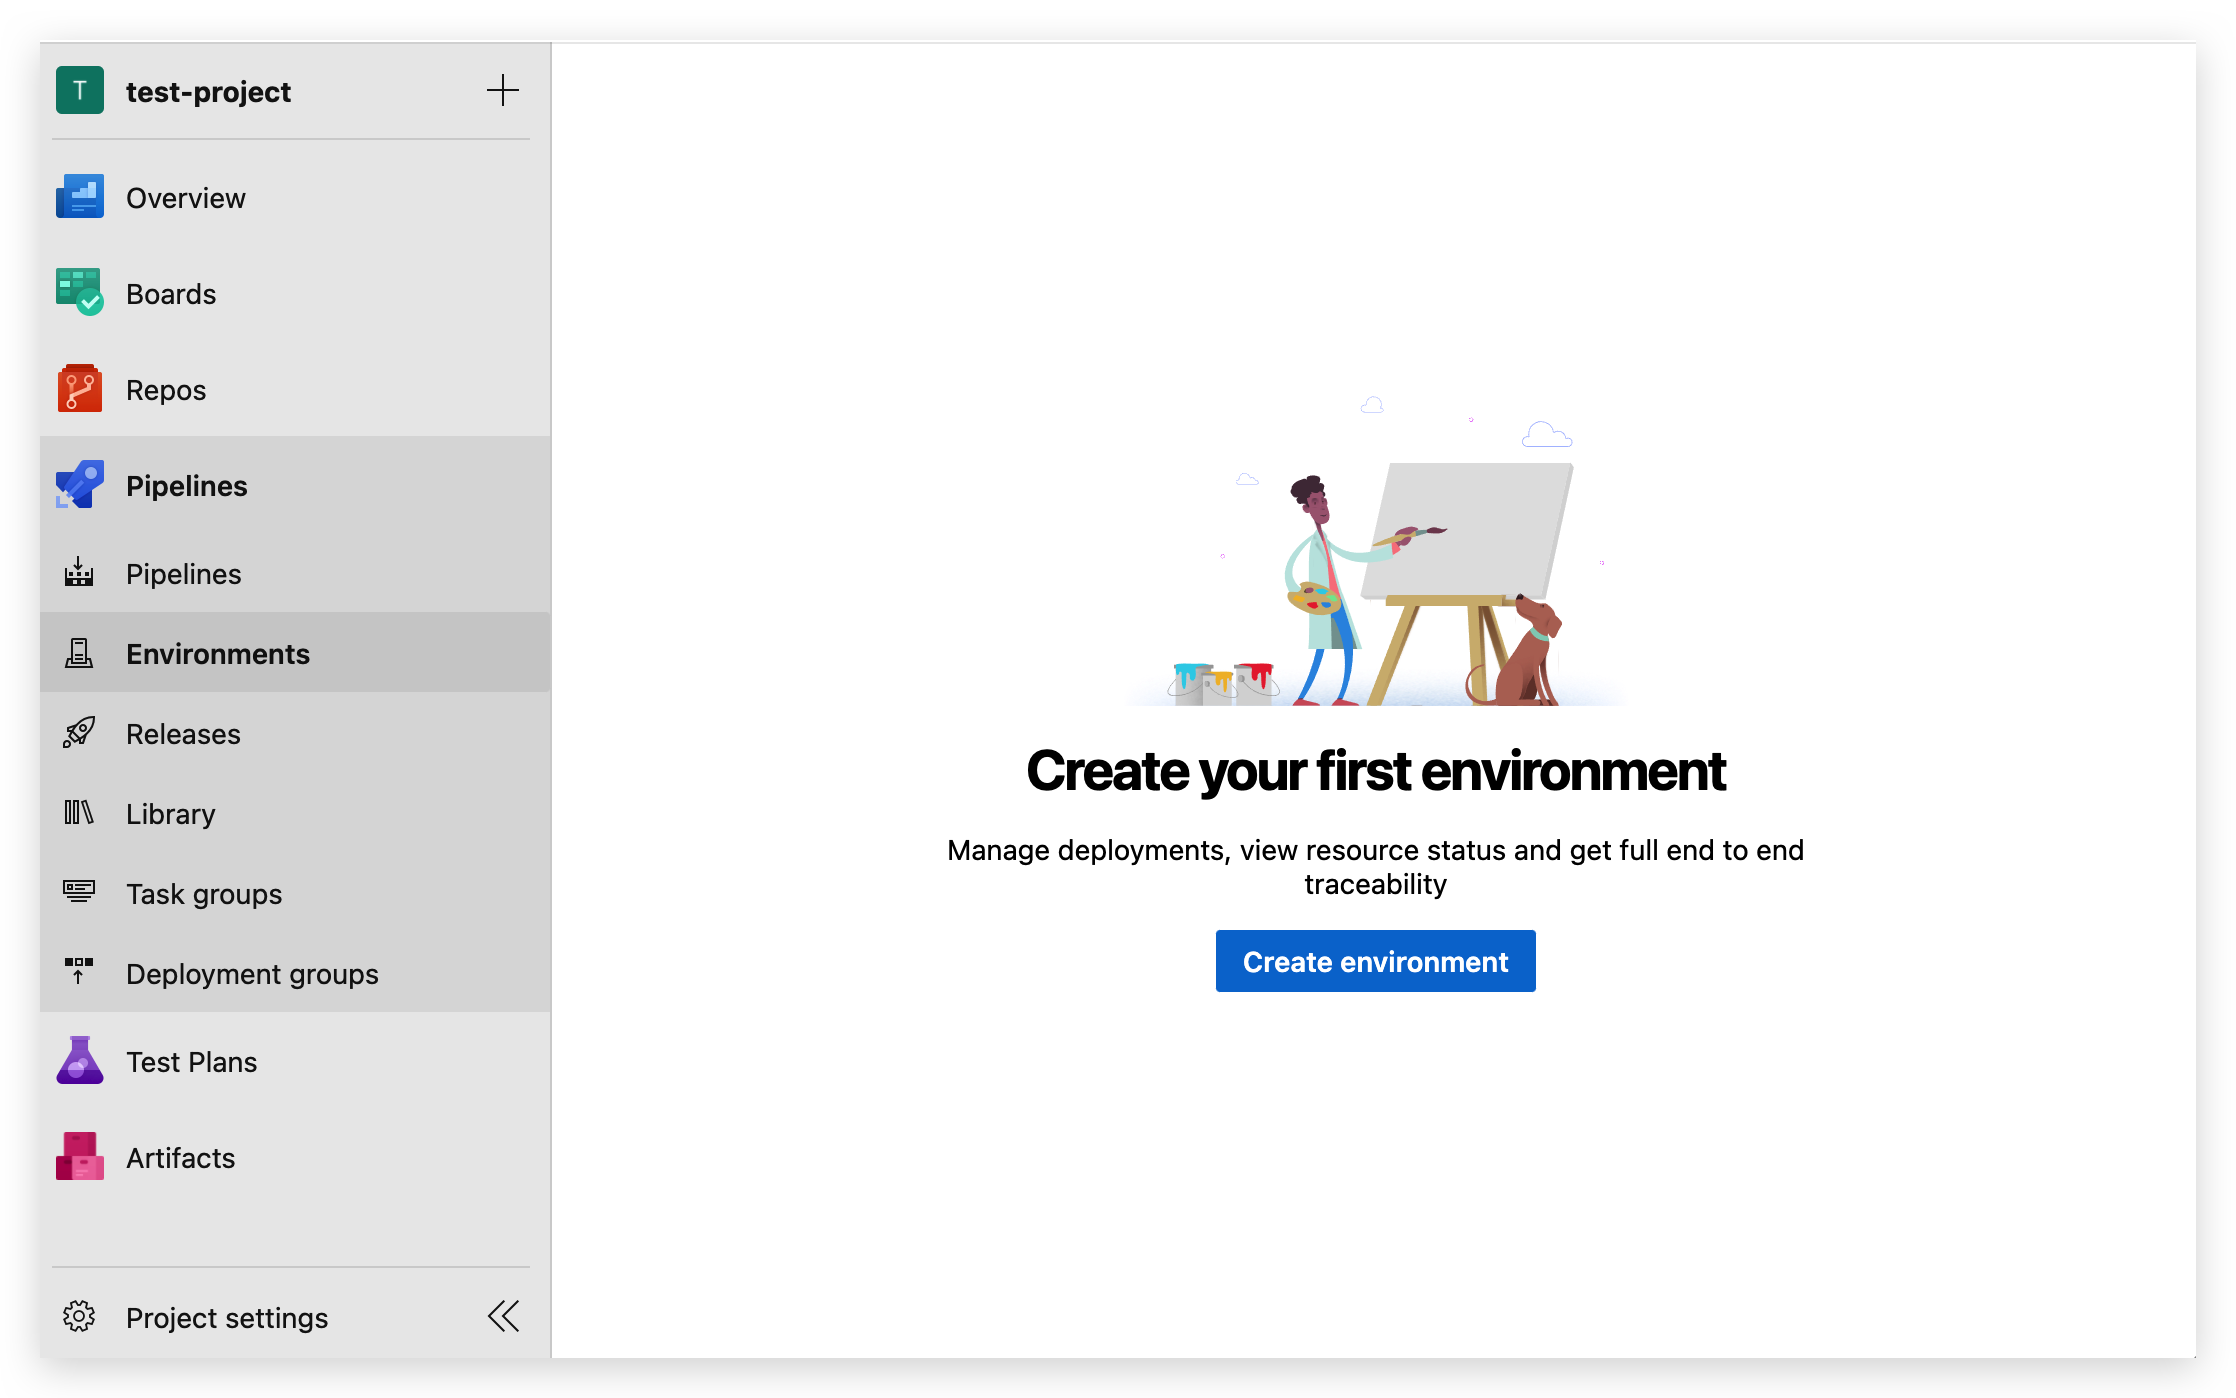 T
test-project
Overview
Boards
Repos
Pipelines
Pipelines
Environments
Releases
Library
Task groups
Deployment groups
Test Plans
Artifacts
Project settings
Create your first environment
Manage deployments, view resource status and get full end to end
traceability
Create environment